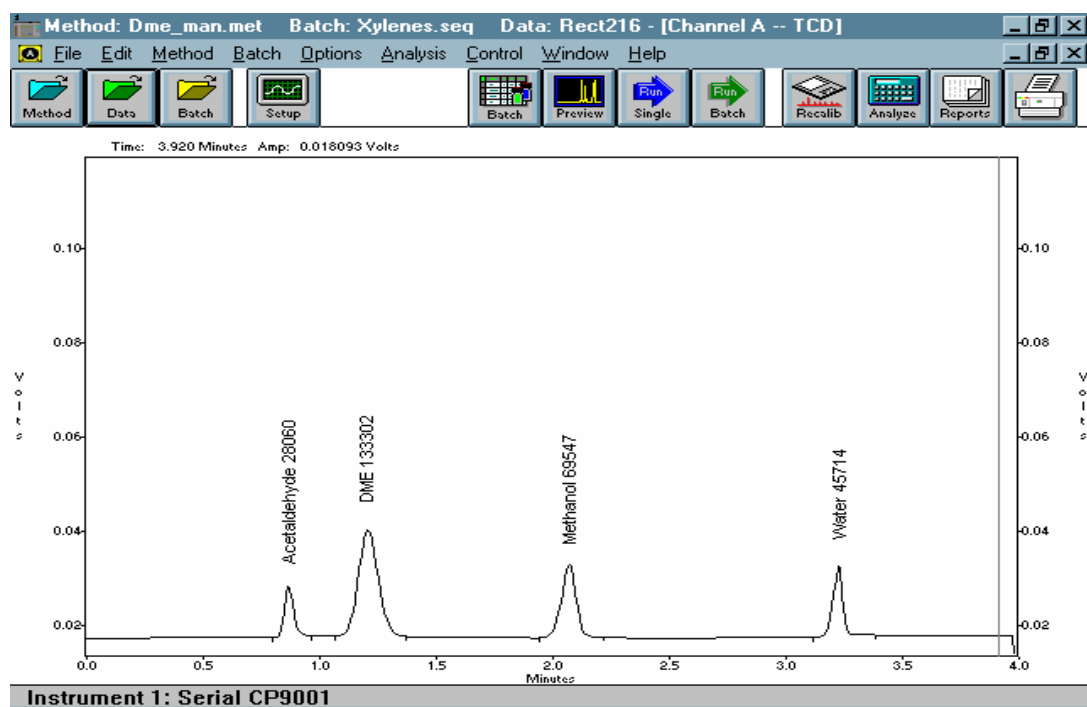 Method: Dme_man.met Batch: Xylenes.seq Data: Rect216 - [Channel A -- TCD]
File Edit Method Batch Options Analysis Control Window Help
Method Data Batch Setup Batch Preview Run Single Run Batch Recalib Analyze Reports
Time: 3.920 Minutes Amp: 0.018093 Volts
0.10 0.10
0.08 0.08
Volts Volts
0.06 0.06
0.04 0.04
0.02 0.02
Acetaldehyde 28060
DME 133302
Methanol 69547
Water 45714
0.0 0.5 1.0 1.5 2.0 2.5 3.0 3.5 4.0
Minutes
Instrument 1: Serial CP9001